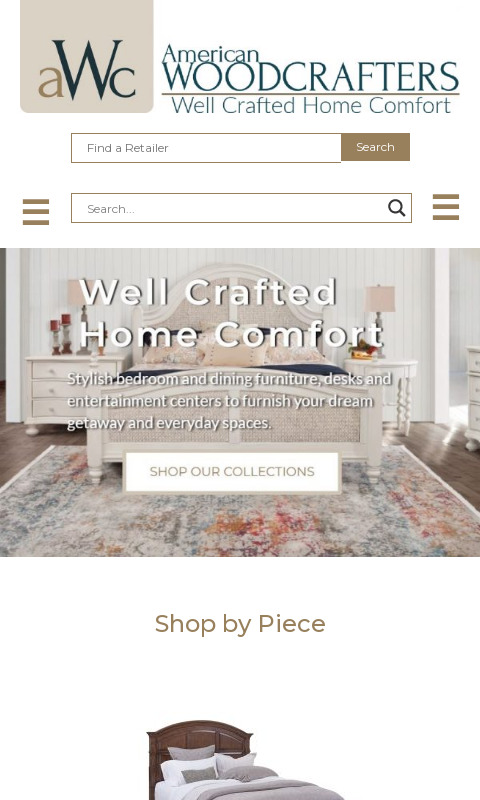 aWc
American
WOODCRAFTERS
Well Crafted Home Comfort
Find a Retailer
Search
Search...
Well Crafted
Home Comfort
Stylish bedroom and dining furniture, desks and
entertainment centers to furnish your dream
getaway and everyday spaces.
SHOP OUR COLLECTIONS
Shop by Piece